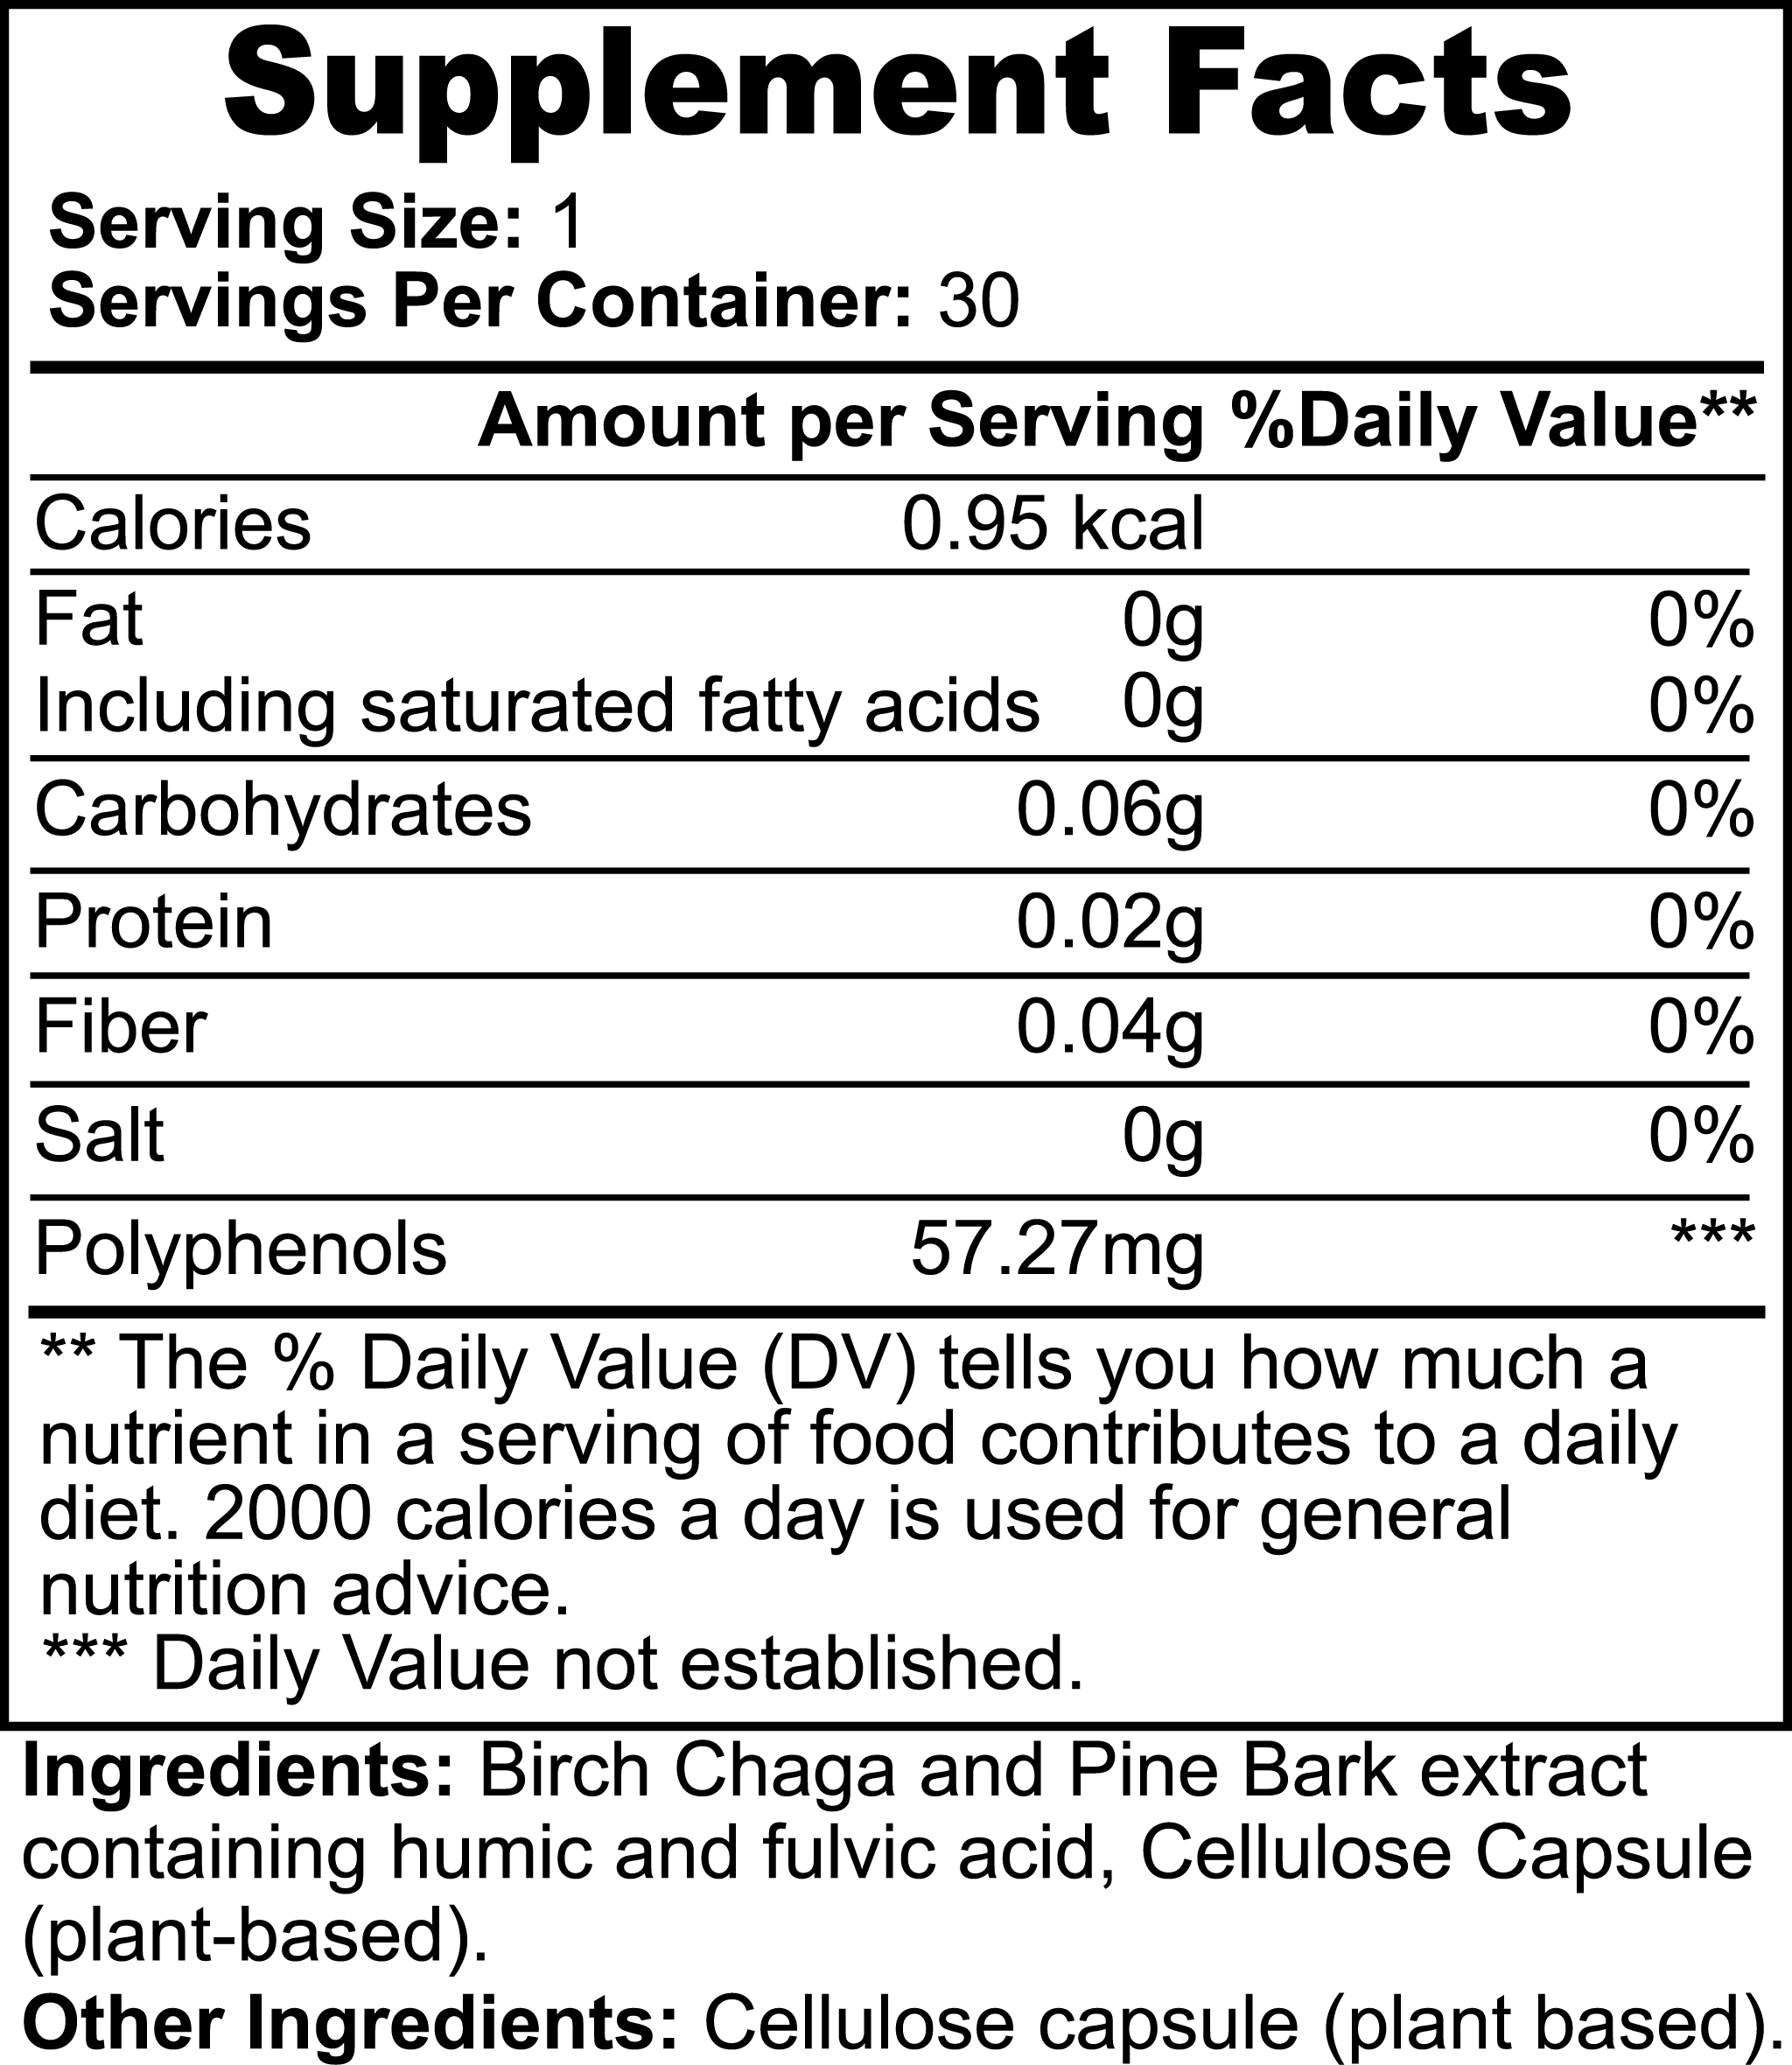 Supplement Facts
Serving Size: 1
Servings Per Container: 30
Amount per Serving %Daily Value**
Calories 0.95 kcal
Fat 0g 0%
Including saturated fatty acids 0g 0%
Carbohydrates 0.06g 0%
Protein 0.02g 0%
Fiber 0.04g 0%
Salt 0g 0%
Polyphenols 57.27mg ***
** The % Daily Value (DV) tells you how much a
nutrient in a serving of food contributes to a daily
diet. 2000 calories a day is used for general
nutrition advice.
*** Daily Value not established.
Ingredients: Birch Chaga and Pine Bark extract
containing humic and fulvic acid, Cellulose Capsule
(plant-based).
Other Ingredients: Cellulose capsule (plant based).